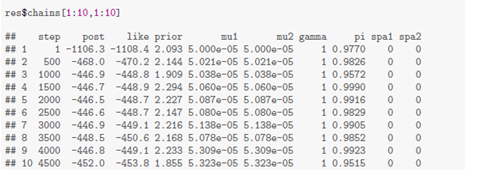 res$chains[1:10,1:10]
## step post like prior mu1 mu2 gamma pi spa1 spa2
## 1 1 -1106.3 -1108.4 2.093 5.000e-05 5.000e-05 1 0.9770 0 0
## 2 500 -468.0 -470.2 2.144 5.021e-05 5.021e-05 1 0.9826 0 0
## 3 1000 -446.9 -448.8 1.909 5.038e-05 5.038e-05 1 0.9572 0 0
## 4 1500 -446.7 -448.9 2.294 5.060e-05 5.060e-05 1 0.9990 0 0
## 5 2000 -446.5 -448.7 2.227 5.087e-05 5.087e-05 1 0.9916 0 0
## 6 2500 -446.6 -448.7 2.147 5.080e-05 5.080e-05 1 0.9829 0 0
## 7 3000 -446.9 -449.1 2.216 5.138e-05 5.138e-05 1 0.9905 0 0
## 8 3500 -448.5 -450.6 2.168 5.078e-05 5.078e-05 1 0.9852 0 0
## 9 4000 -446.8 -449.1 2.233 5.309e-05 5.309e-05 1 0.9923 0 0
## 10 4500 -452.0 -453.8 1.855 5.323e-05 5.323e-05 1 0.9515 0 0